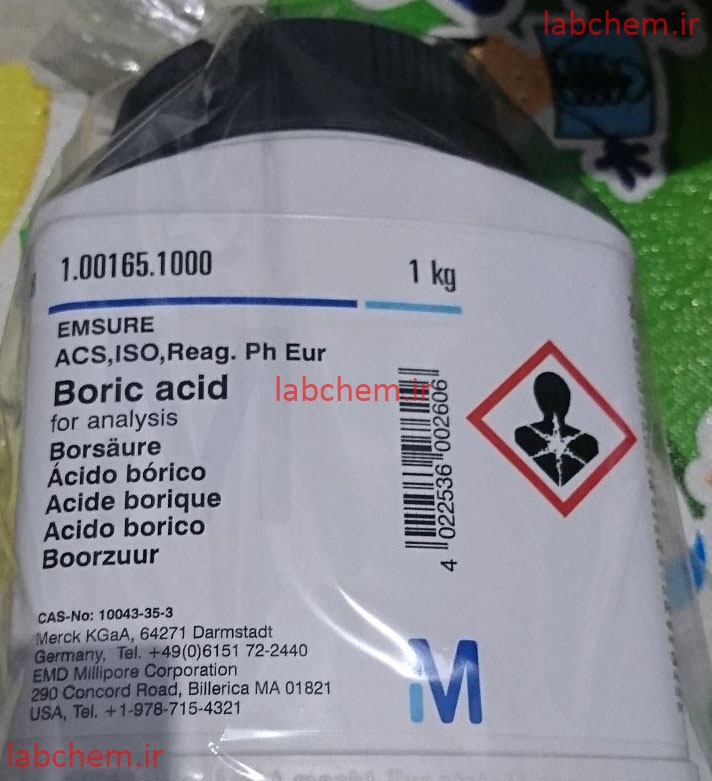 labchem.ir
1.00165.1000
1 kg
EMSURE
ACS,ISO,Reag. Ph Eur
Boric acid
labchem.ir
for analysis
Borsäure
Ácido bórico
Acide borique
Acido borico
Boorzuur
4 022536 002606
CAS-No: 10043-35-3
Merck KGaA, 64271 Darmstadt
Germany, Tel. +49(0)6151 72-2440
EMD Millipore Corporation
290 Concord Road, Billerica MA 01821
USA, Tel. +1-978-715-4321
M
labchem.ir